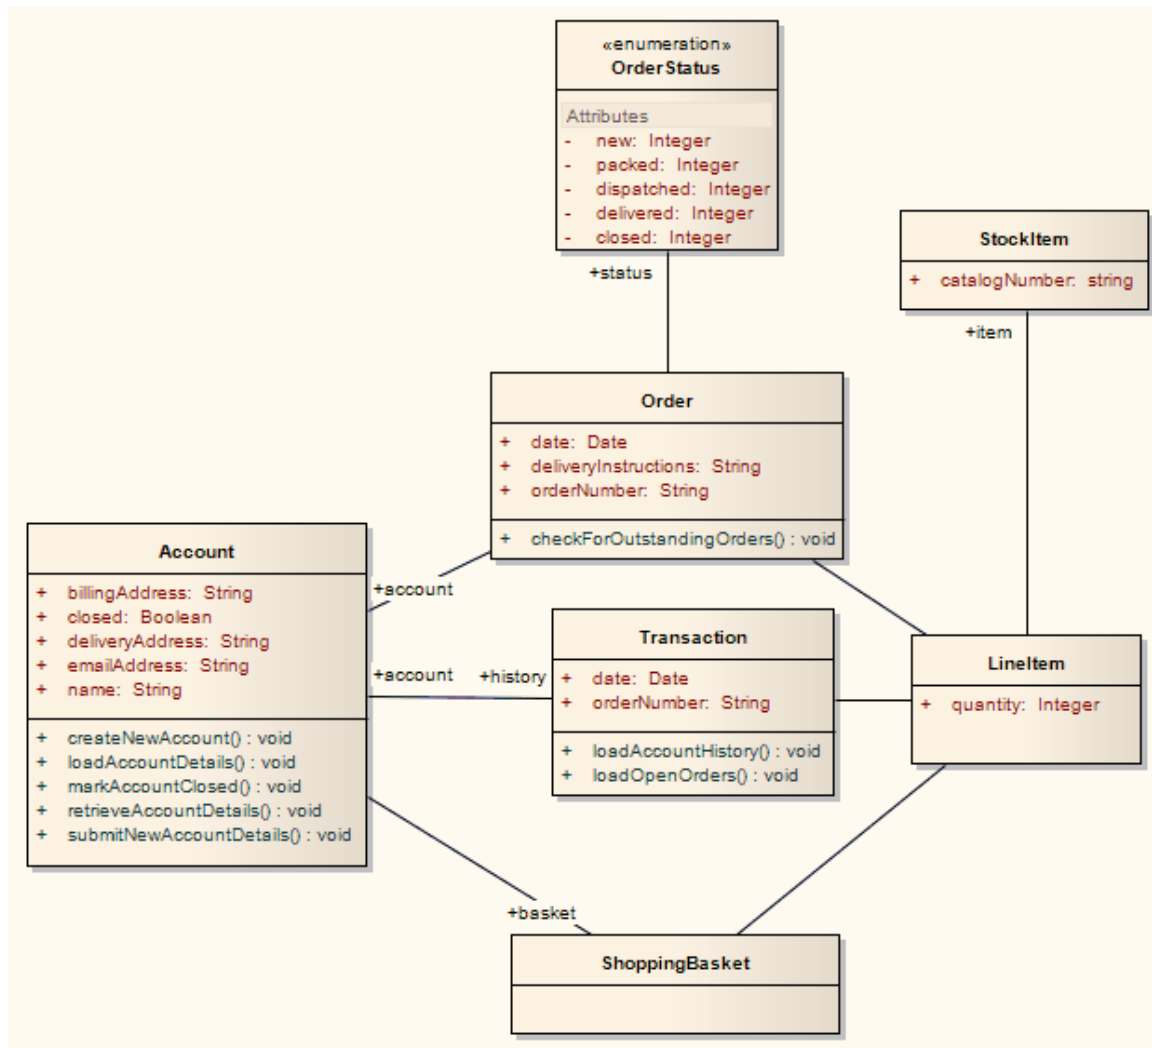 «enumeration»
OrderStatus
Attributes
- new: Integer
- packed: Integer
- dispatched: Integer
- delivered: Integer
- closed: Integer
+status
StockItem
+ catalogNumber: string
+item
Order
+ date: Date
+ deliveryInstructions: String
+ orderNumber: String
+ checkForOutstandingOrders() : void
Account
+ billingAddress: String
+ closed: Boolean
+ deliveryAddress: String
+ emailAddress: String
+ name: String
+ createNewAccount() : void
+ loadAccountDetails() : void
+ markAccountClosed() : void
+ retrieveAccountDetails() : void
+ submitNewAccountDetails() : void
+account
+account
+history
Transaction
+ date: Date
+ orderNumber: String
+ loadAccountHistory() : void
+ loadOpenOrders() : void
LineItem
+ quantity: Integer
+basket
ShoppingBasket